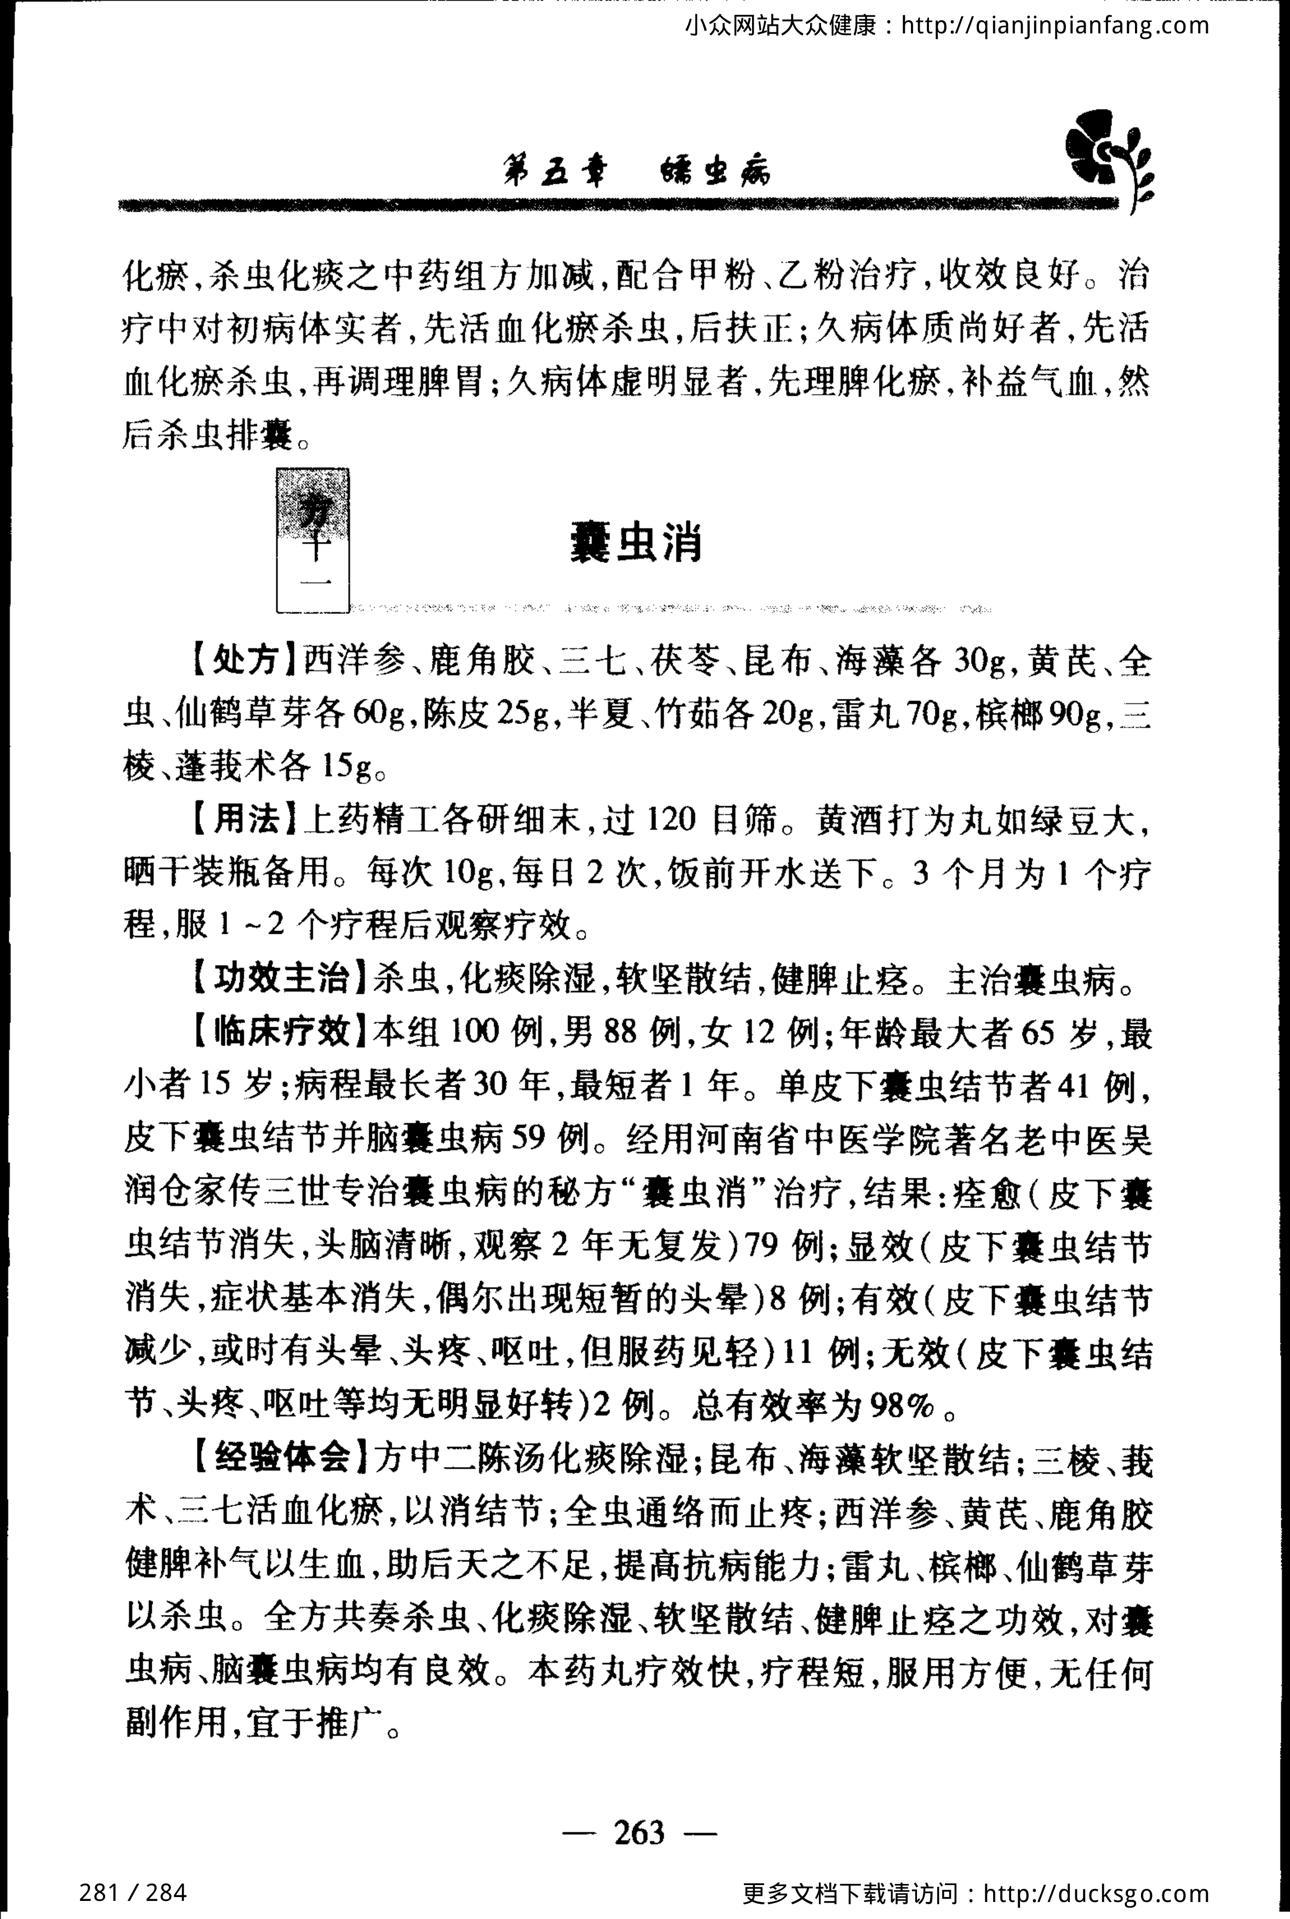 小众网站大众健康：http://qianjinpianfang.com
第五章 蠕虫病
化瘀,杀虫化痰之中药组方加减,配合甲粉、乙粉治疗,收效良好。治
疗中对初病体实者,先活血化瘀杀虫,后扶正;久病体质尚好者,先活
血化瘀杀虫,再调理脾胃;久病体虚明显者,先理脾化瘀,补益气血,然
后杀虫排囊。
方十一
囊虫消
【处方】西洋参、鹿角胶、三七、茯苓、昆布、海藻各 30g,黄芪、全
虫、仙鹤草芽各 60g,陈皮 25g,半夏、竹茹各 20g,雷丸 70g,槟榔 90g,三
棱、蓬莪术各 15g。
【用法】上药精工各研细末,过 120 目筛。黄酒打为丸如绿豆大,
晒干装瓶备用。每次 10g,每日 2 次,饭前开水送下。3 个月为 1 个疗
程,服 1～2 个疗程后观察疗效。
【功效主治】杀虫,化痰除湿,软坚散结,健脾止痉。主治囊虫病。
【临床疗效】本组 100 例,男 88 例,女 12 例;年龄最大者 65 岁,最
小者 15 岁;病程最长者 30 年,最短者 1 年。单皮下囊虫结节者 41 例,
皮下囊虫结节并脑囊虫病 59 例。经用河南省中医学院著名老中医吴
润仓家传三世专治囊虫病的秘方“囊虫消”治疗,结果:痊愈(皮下囊
虫结节消失,头脑清晰,观察 2 年无复发)79 例;显效(皮下囊虫结节
消失,症状基本消失,偶尔出现短暂的头晕)8 例;有效(皮下囊虫结节
减少,或时有头晕、头疼、呕吐,但服药见轻)11 例;无效(皮下囊虫结
节、头疼、呕吐等均无明显好转)2 例。总有效率为 98%。
【经验体会】方中二陈汤化痰除湿;昆布、海藻软坚散结;三棱、莪
术、三七活血化瘀,以消结节;全虫通络而止疼;西洋参、黄芪、鹿角胶
健脾补气以生血,助后天之不足,提高抗病能力;雷丸、槟榔、仙鹤草芽
以杀虫。全方共奏杀虫、化痰除湿、软坚散结、健脾止痉之功效,对囊
虫病、脑囊虫病均有良效。本药丸疗效快,疗程短,服用方便,无任何
副作用,宜于推广。
— 263 —
281 / 284
更多文档下载请访问：http://ducksgo.com